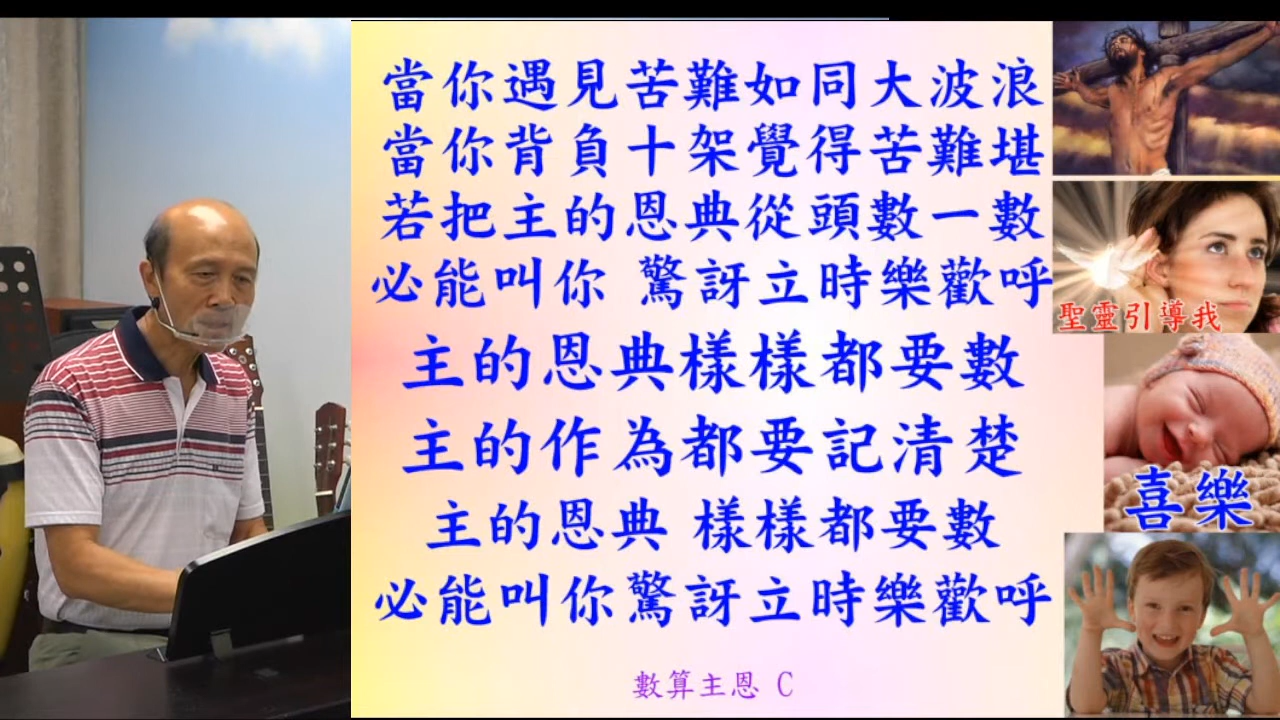 當你遇見苦難如同大波浪
當你背負十架覺得苦難堪
若把主的恩典從頭數一數
必能叫你 驚訝立時樂歡呼
主的恩典樣樣都要數
主的作為都要記清楚
主的恩典 樣樣都要數
必能叫你驚訝立時樂歡呼
數算主恩 C
聖靈引導我
喜樂